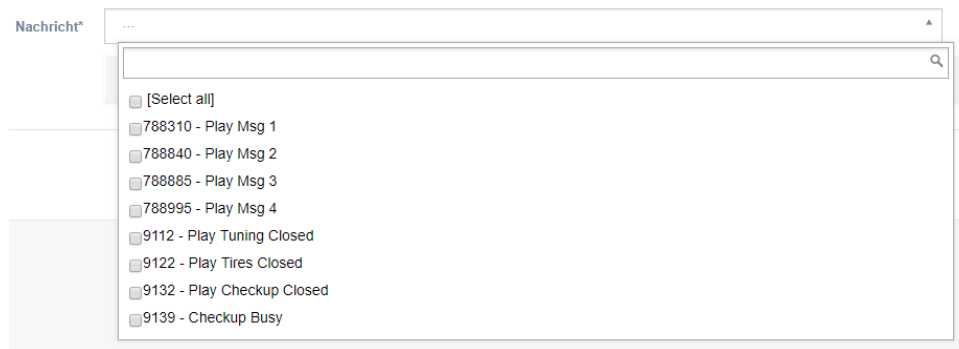 Nachricht*
...
[Select all]
788310 - Play Msg 1
788840 - Play Msg 2
788885 - Play Msg 3
788995 - Play Msg 4
9112 - Play Tuning Closed
9122 - Play Tires Closed
9132 - Play Checkup Closed
9139 - Checkup Busy